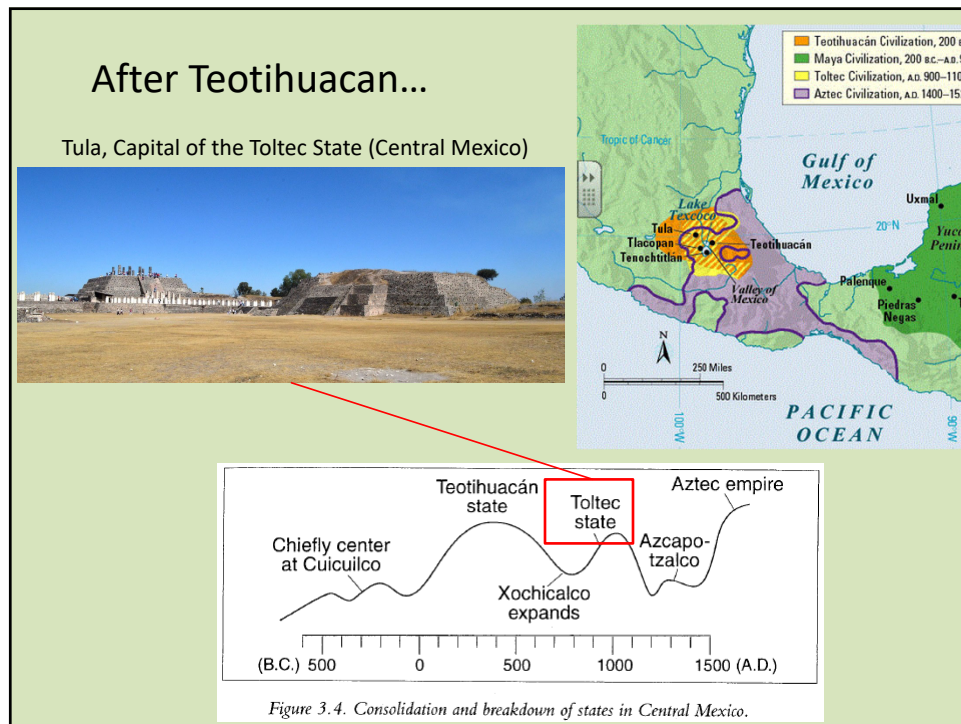 After Teotihuacan…
Tula, Capital of the Toltec State (Central Mexico)
Teotihuacán Civilization, 200
Maya Civilization, 200 B.C.–A.D.
Toltec Civilization, A.D. 900–110
Aztec Civilization, A.D. 1400–15
Tropic of Cancer
Gulf of
Mexico
Uxmal
20°N
Lake
Texcoco
Tula
Tlacopan
Tenochtitlán
Teotihuacán
Valley of
Mexico
Palenque
Piedras
Negas
N
0
250 Miles
0
500 Kilometers
100°W
90°W
PACIFIC
OCEAN
Teotihuacán
state
Toltec
state
Aztec empire
Chiefly center
at Cuicuilco
Azcapo-
tzalco
Xochicalco
expands
(B.C.) 500 0 500 1000 1500 (A.D.)
Figure 3.4. Consolidation and breakdown of states in Central Mexico.